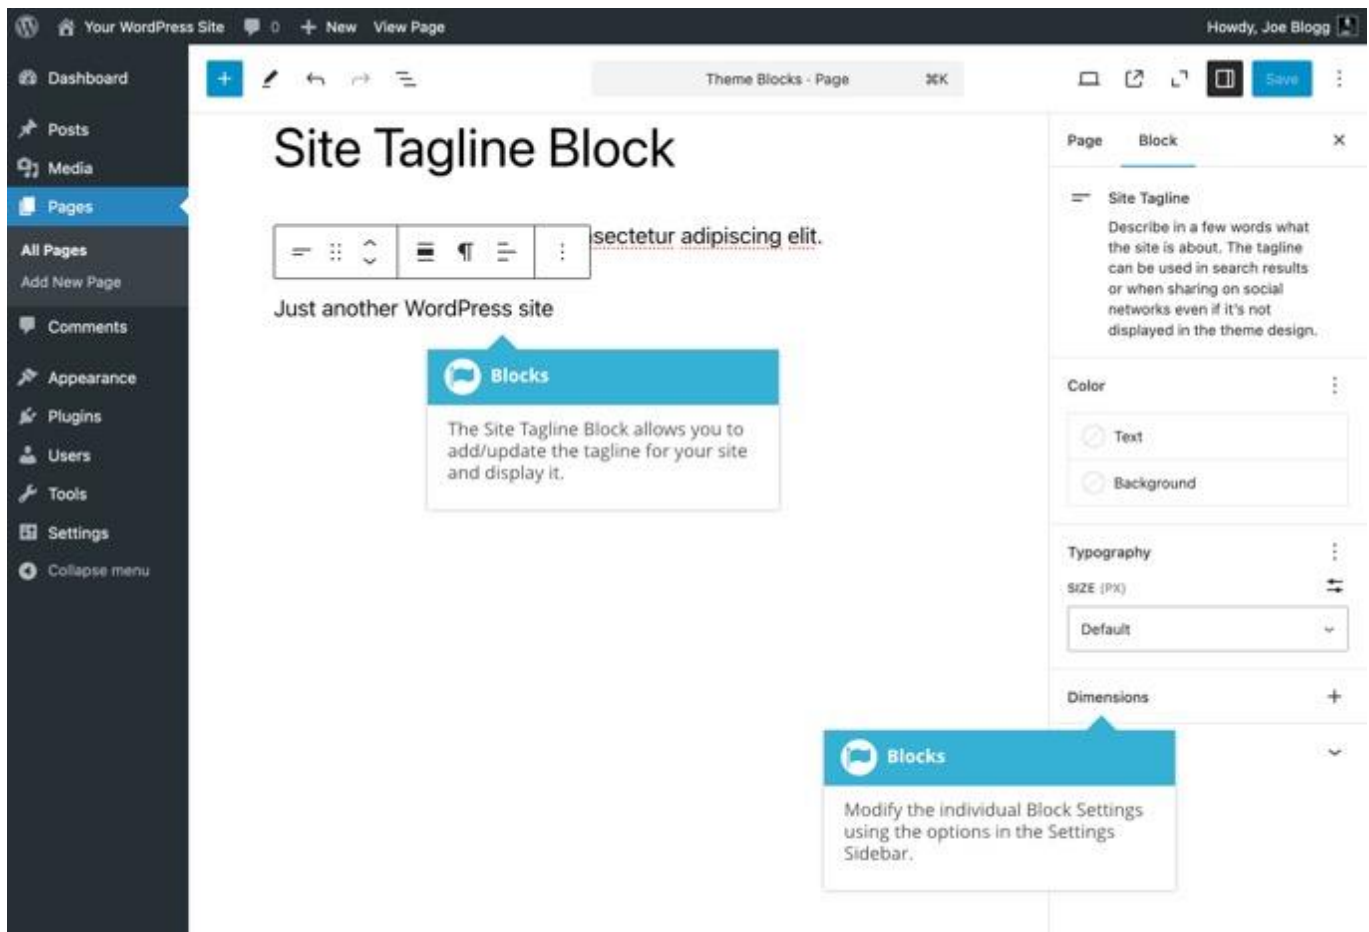 Your WordPress Site 0 New View Page Howdy, Joe Blogg
Dashboard
Posts
Media
Pages
All Pages
Add New Page
Comments
Appearance
Plugins
Users
Tools
Settings
Collapse menu
Theme Blocks · Page ⌘K
Save
Site Tagline Block
sectetur adipiscing elit.
Just another WordPress site
Blocks
The Site Tagline Block allows you to
add/update the tagline for your site
and display it.
Page Block
Site Tagline
Describe in a few words what
the site is about. The tagline
can be used in search results
or when sharing on social
networks even if it's not
displayed in the theme design.
Color
Text
Background
Typography
SIZE (PX)
Default
Dimensions
Blocks
Modify the individual Block Settings
using the options in the Settings
Sidebar.